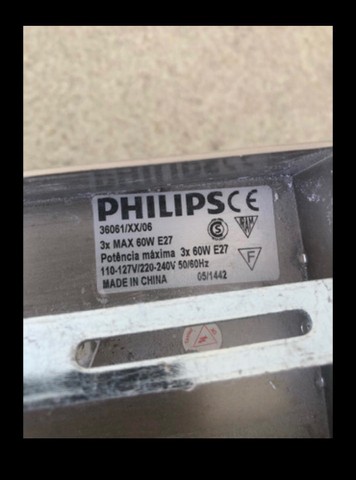 PHILIPS CE
36061/XX/06
3x MAX 60W E27
Potência máxima 3x 60W E27
110-127V/220-240V 50/60Hz
MADE IN CHINA 05/1442
S
F